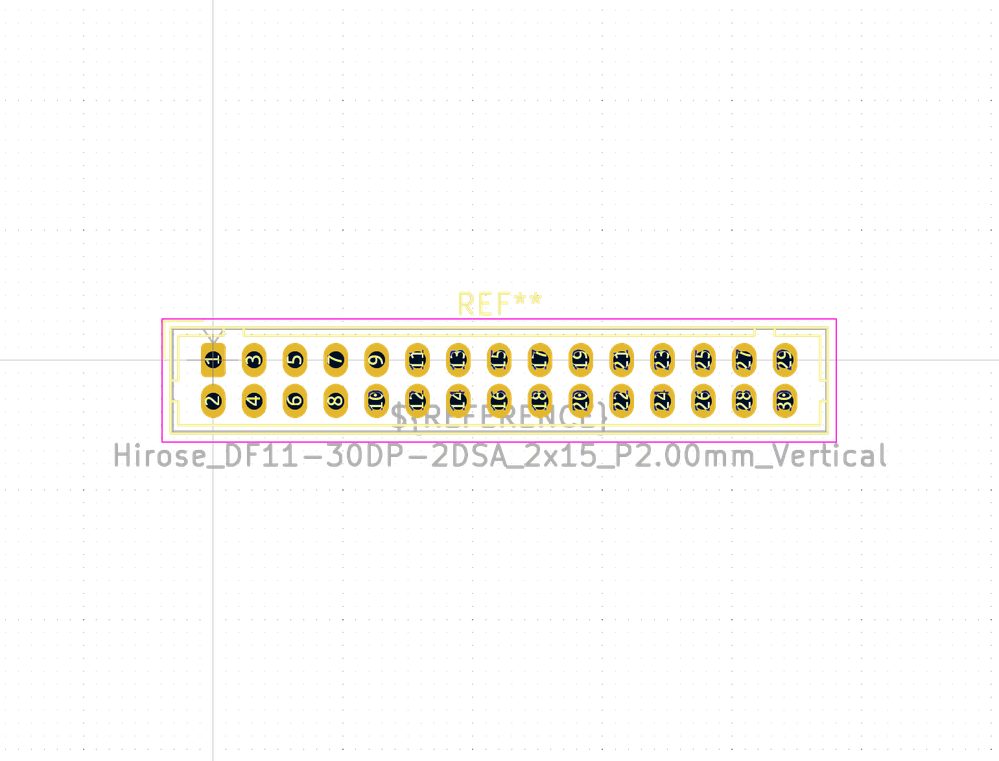 REF**
1 3 5 7 9 11 13 15 17 19 21 23 25 27 29
2 4 6 8 10 12 14 16 18 20 22 24 26 28 30
${REFERENCE}
Hirose_DF11-30DP-2DSA_2x15_P2.00mm_Vertical